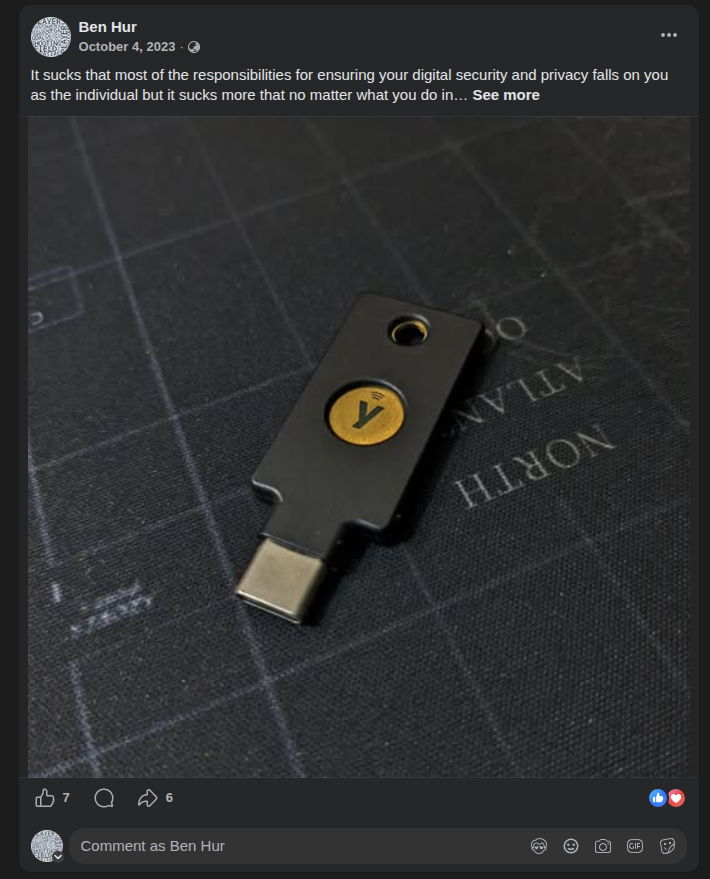 Ben Hur
October 4, 2023 ·
It sucks that most of the responsibilities for ensuring your digital security and privacy falls on you
as the individual but it sucks more that no matter what you do in… See more
y
NORTH
ATLAN
OC
7
6
Comment as Ben Hur
GIF